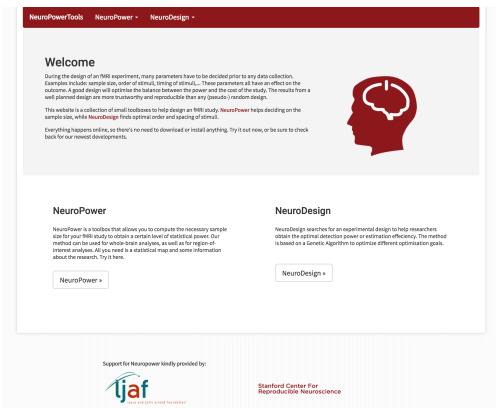 NeuroPowerTools NeuroPower NeuroDesign
Welcome
During the design of an fMRI experiment, many parameters have to be decided prior to any data collection.
Examples include: sample size, order of stimuli, timing of stimuli,... These parameters all have an effect on the
outcome. A good design will optimise the balance between the power and the cost of the study. The results from a
well planned design are more trustworthy and reproducible than any (pseudo-) random design.
This website is a collection of small toolboxes to help design an fMRI study. NeuroPower helps deciding on the
sample size, while NeuroDesign finds optimal order and spacing of stimuli.
Everything happens online, so there's no need to download or install anything. Try it out now, or be sure to check
back for our newest developments.
NeuroPower
NeuroPower is a toolbox that allows you to compute the necessary sample
size for your fMRI study to obtain a certain level of statistical power. Our
method can be used for whole-brain analyses, as well as for region-of-
interest analyses. All you need is a statistical map and some information
about the research. Try it here.
NeuroPower »
NeuroDesign
NeuroDesign searches for an experimental design to help researchers
obtain the optimal detection power or estimation effeciency. The method
is based on a Genetic Algorithm to optimize different optimisation goals.
NeuroDesign »
Support for Neuropower kindly provided by:
ljaf
laura and john arnold foundation
Stanford Center For
Reproducible Neuroscience